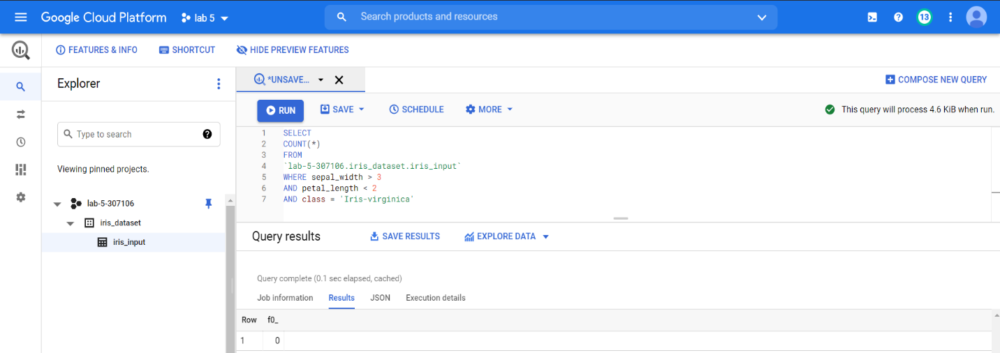 Google Cloud Platform lab 5 Search products and resources 13
FEATURES & INFO SHORTCUT HIDE PREVIEW FEATURES
Explorer
*UNSAVE... COMPOSE NEW QUERY
RUN SAVE SCHEDULE MORE This query will process 4.6 KiB when run.
Type to search
Viewing pinned projects.
lab-5-307106
iris_dataset
iris_input
1 SELECT
2 COUNT(*)
3 FROM
4 `lab-5-307106.iris_dataset.iris_input`
5 WHERE sepal_width > 3
6 AND petal_length < 2
7 AND class = 'Iris-virginica'
Query results SAVE RESULTS EXPLORE DATA
Query complete (0.1 sec elapsed, cached)
Job information Results JSON Execution details
Row f0_
1 0